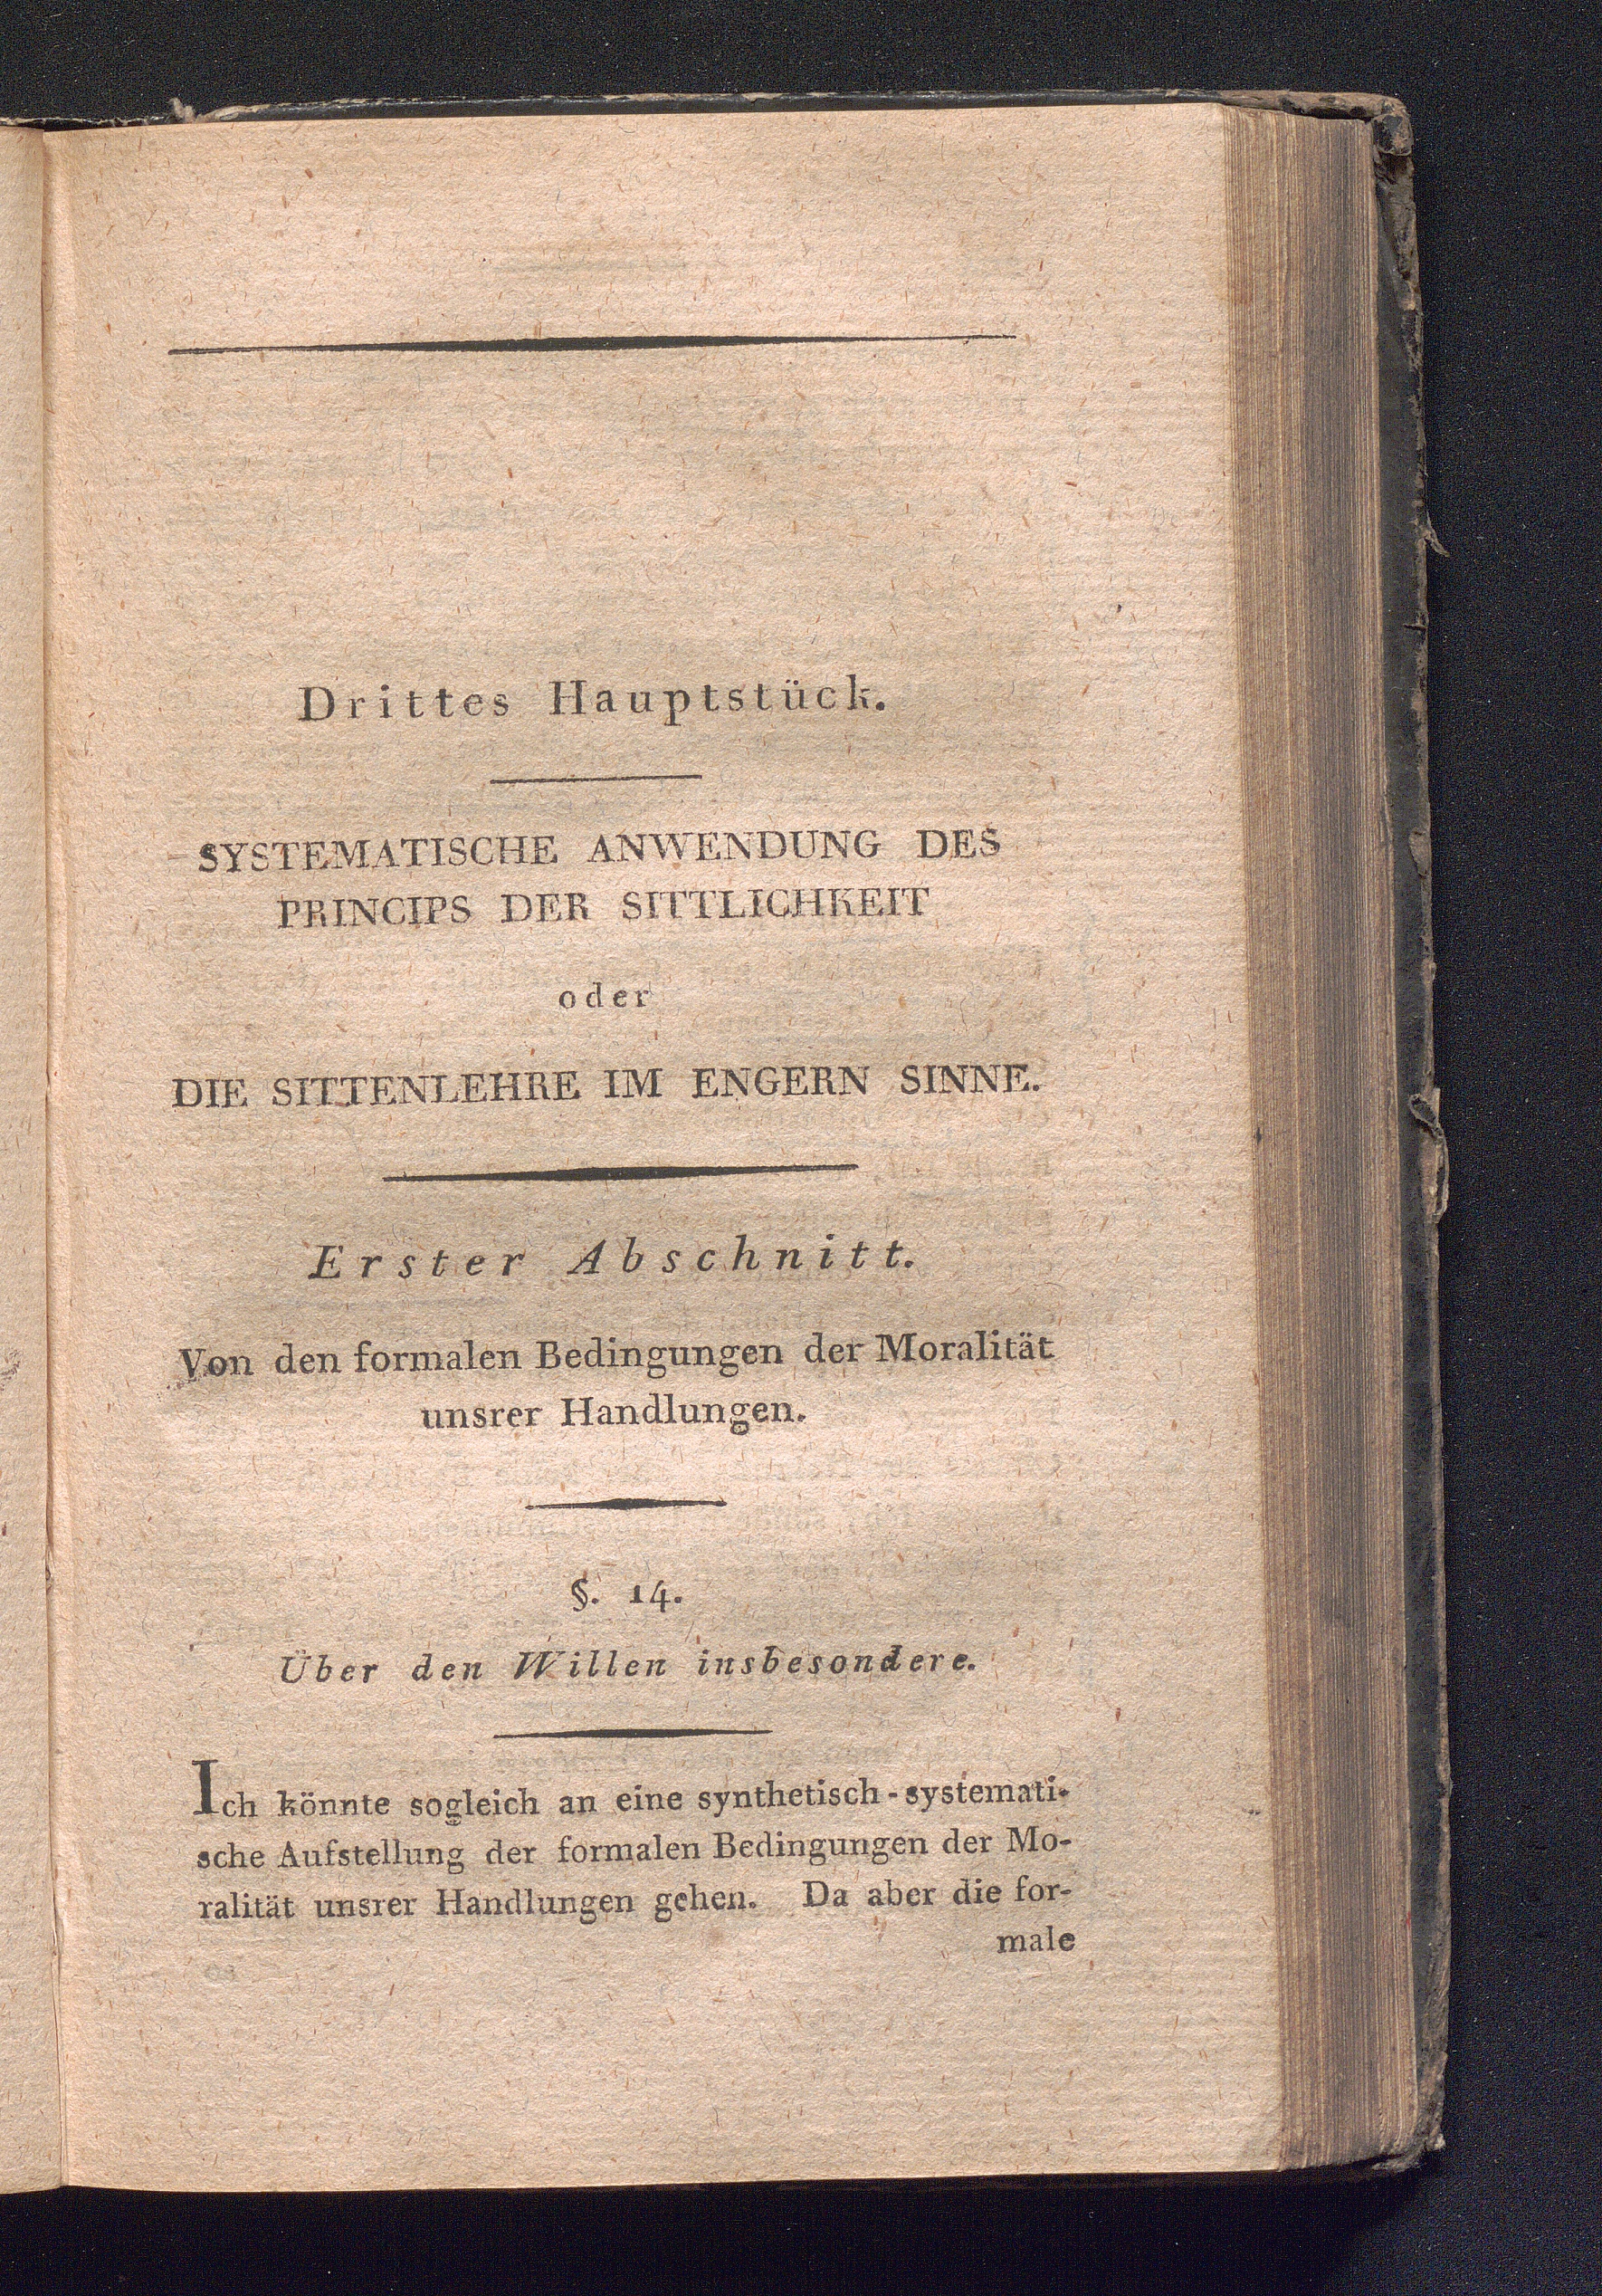 Drittes Hauptstück.
SYSTEMATISCHE ANWENDUNG DES
PRINCIPS DER SITTLICHKEIT
oder
DIE SITTENLEHRE IM ENGERN SINNE.
Erster Abschnitt.
Von den formalen Bedingungen der Moralität
unsrer Handlungen.
§. 14.
Über den Willen insbesondere.
Ich könnte sogleich an eine synthetisch-systemati-
sche Aufstellung der formalen Bedingungen der Mo-
ralität unsrer Handlungen gehen. Da aber die for-
male